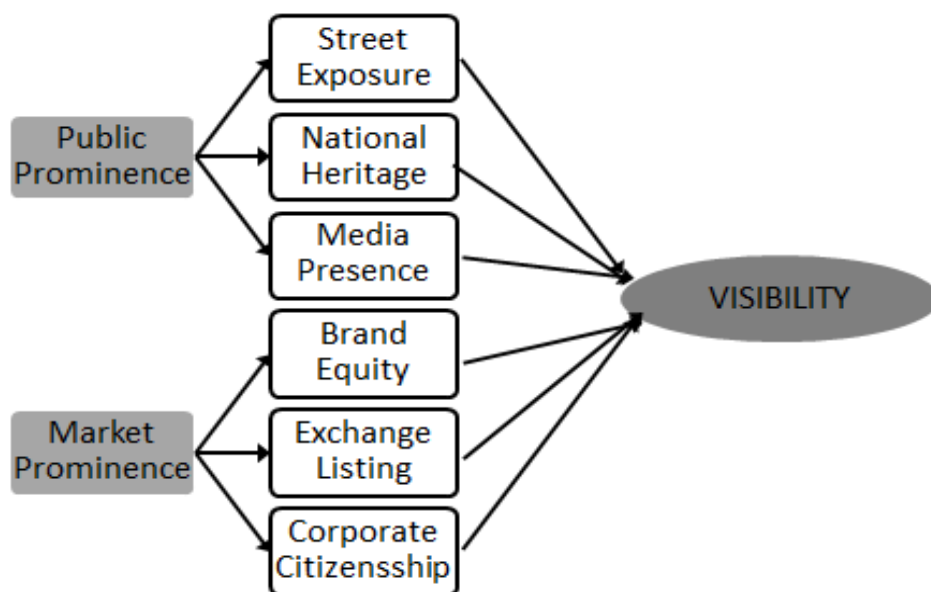 Street
Exposure
Public
Prominence
National
Heritage
Media
Presence
VISIBILITY
Brand
Equity
Market
Prominence
Exchange
Listing
Corporate
Citizensship